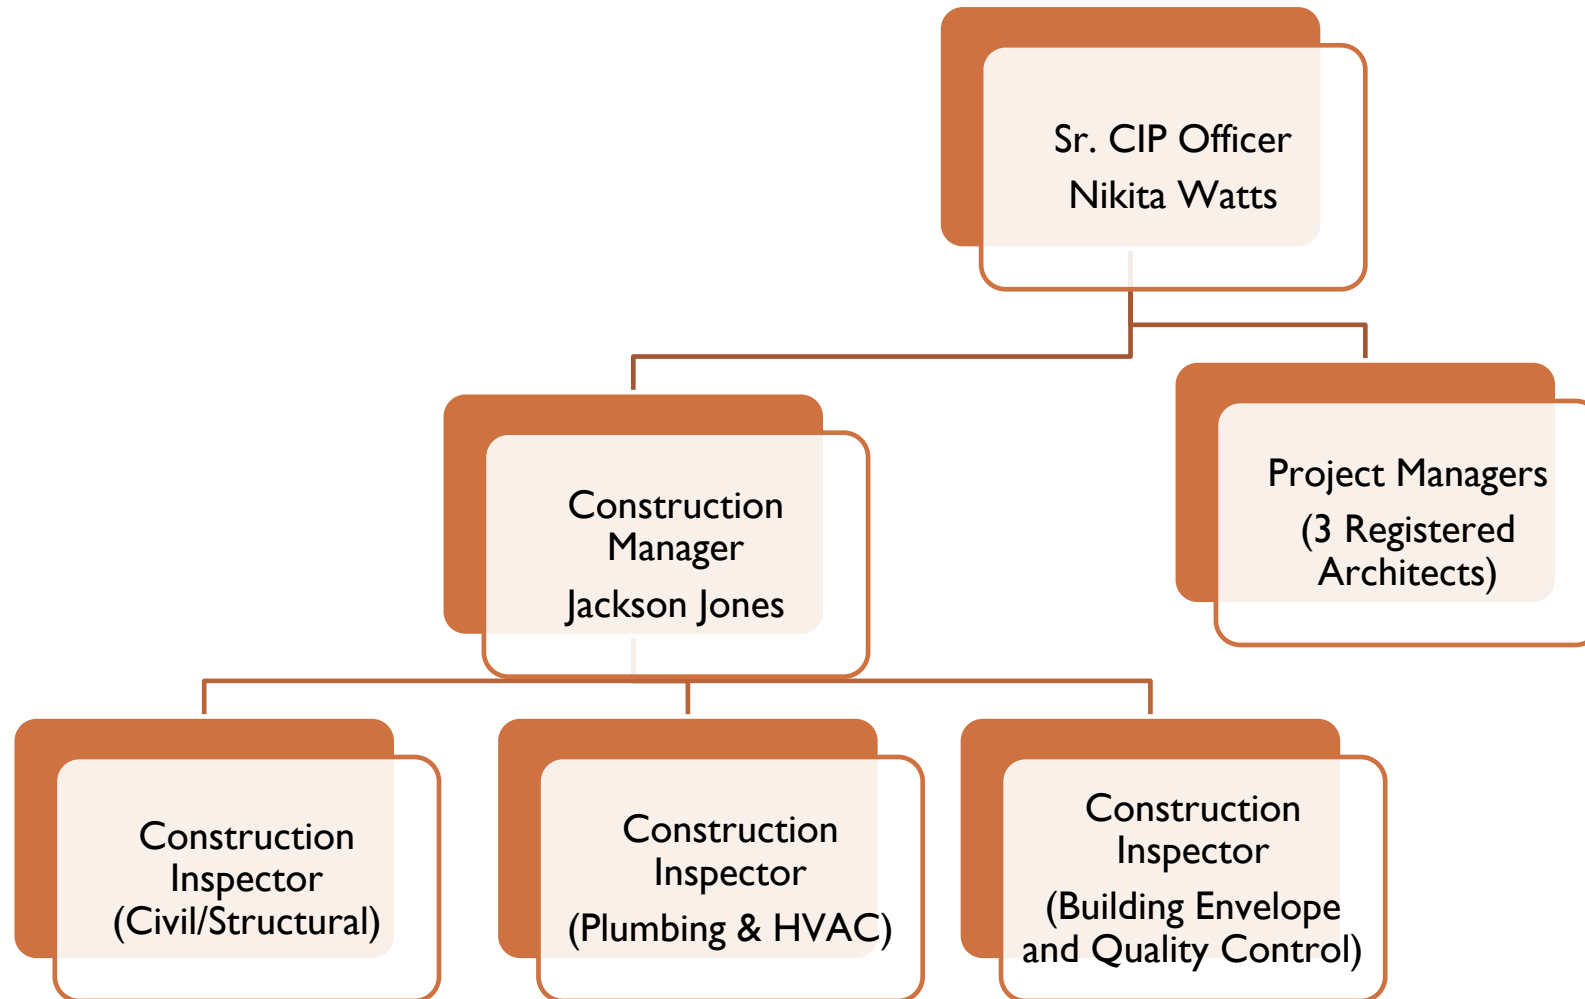 Sr. CIP Officer
Nikita Watts
Construction
Manager
Jackson Jones
Project Managers
(3 Registered
Architects)
Construction
Inspector
(Civil/Structural)
Construction
Inspector
(Plumbing & HVAC)
Construction
Inspector
(Building Envelope
and Quality Control)